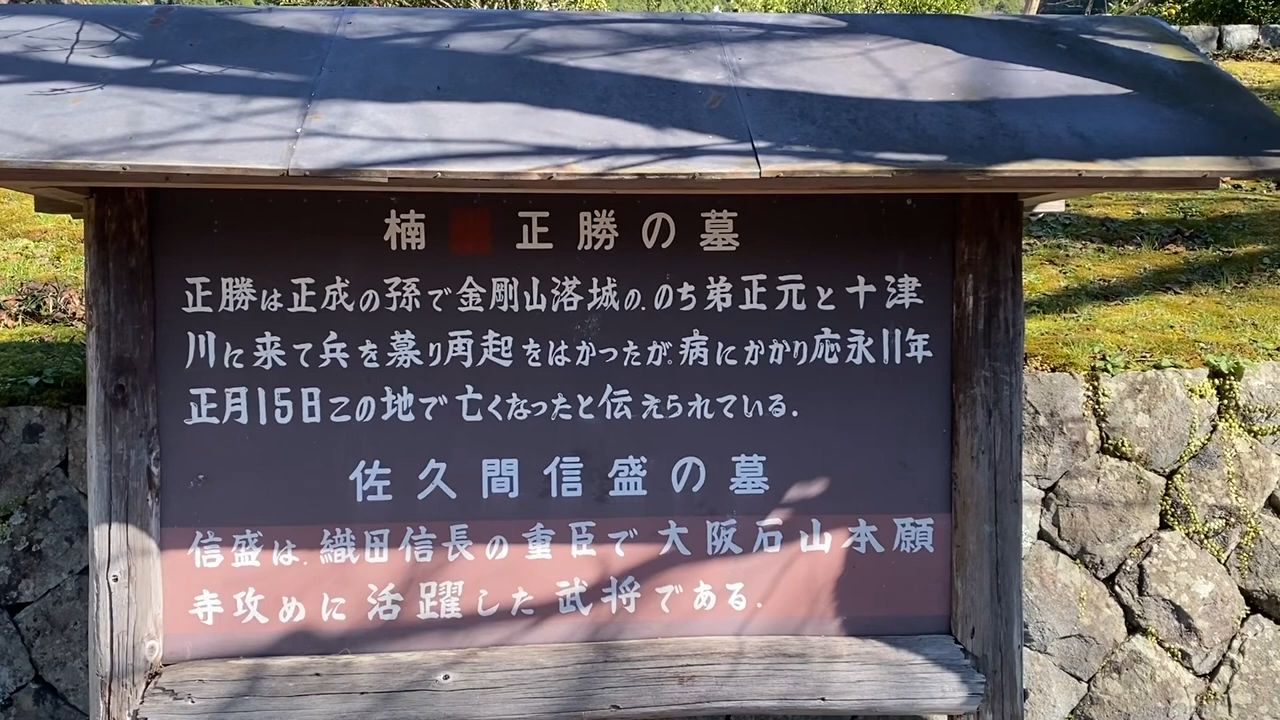 楠 正勝の墓
正勝は正成の孫で金剛山落城の.のち弟正元と十津
川に来て兵を募り再起をはかったが.病にかかり応永11年
正月15日この地で亡くなったと伝えられている.
佐久間信盛の墓
信盛は.織田信長の重臣で大阪石山本願
寺攻めに活躍した武将である.